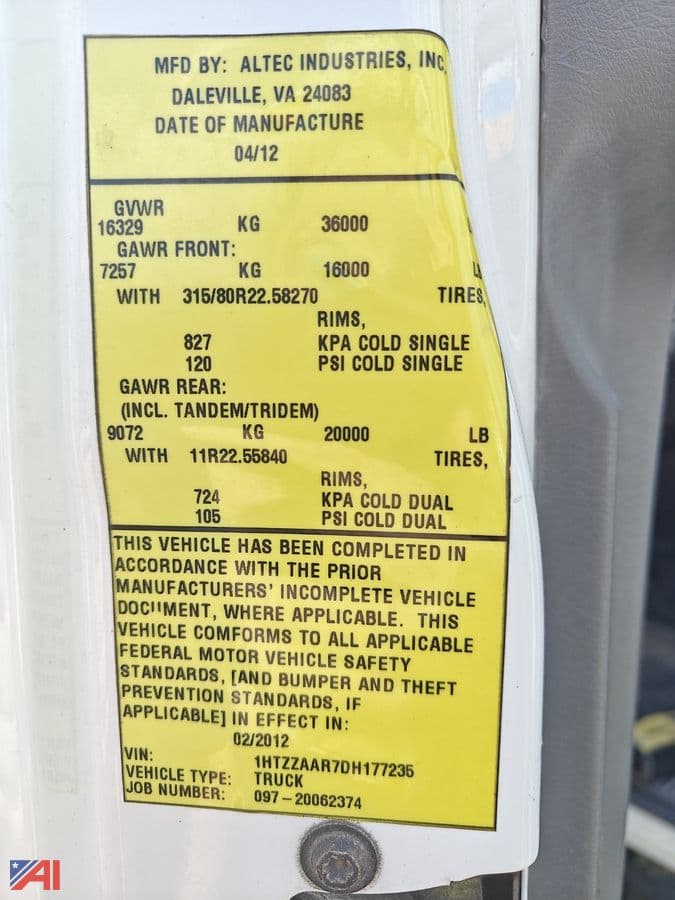 MFD BY: ALTEC INDUSTRIES, INC.
DALEVILLE, VA 24083
DATE OF MANUFACTURE
04/12
GVWR
16329 KG 36000
GAWR FRONT:
7257 KG 16000 LB
WITH 315/80R22.58270 TIRES,
RIMS,
827 KPA COLD SINGLE
120 PSI COLD SINGLE
GAWR REAR:
(INCL. TANDEM/TRIDEM)
9072 KG 20000 LB
WITH 11R22.55840 TIRES,
RIMS,
724 KPA COLD DUAL
105 PSI COLD DUAL
THIS VEHICLE HAS BEEN COMPLETED IN
ACCORDANCE WITH THE PRIOR
MANUFACTURERS' INCOMPLETE VEHICLE
DOCUMENT, WHERE APPLICABLE. THIS
VEHICLE COMFORMS TO ALL APPLICABLE
FEDERAL MOTOR VEHICLE SAFETY
STANDARDS, [AND BUMPER AND THEFT
PREVENTION STANDARDS, IF
APPLICABLE] IN EFFECT IN:
02/2012
VIN: 1HTZZAAR7DH177235
VEHICLE TYPE: TRUCK
JOB NUMBER: 097-20062374
AI